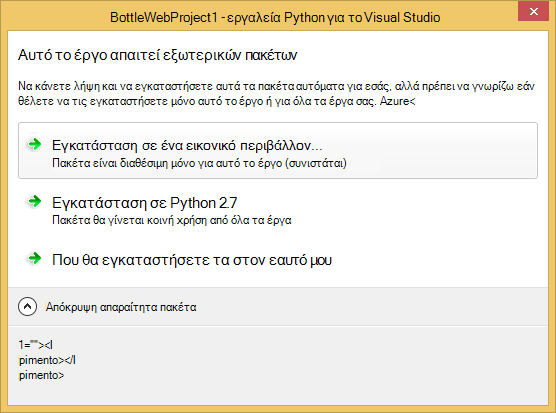 BottleWebProject1 - εργαλεία Python για το Visual Studio
Αυτό το έργο απαιτεί εξωτερικών πακέτων
Να κάνετε λήψη και να εγκαταστήσετε αυτά τα πακέτα αυτόματα για εσάς, αλλά πρέπει να γνωρίζω εάν
θέλετε να τις εγκαταστήσετε μόνο αυτό το έργο ή για όλα τα έργα σας. Azure<
Εγκατάσταση σε ένα εικονικό περιβάλλον...
Πακέτα είναι διαθέσιμη μόνο για αυτό το έργο (συνιστάται)
Εγκατάσταση σε Python 2.7
Πακέτα θα γίνεται κοινή χρήση από όλα τα έργα
Που θα εγκαταστήσετε τα στον εαυτό μου
Απόκρυψη απαραίτητα πακέτα
1=""><I
pimento></I
pimento>